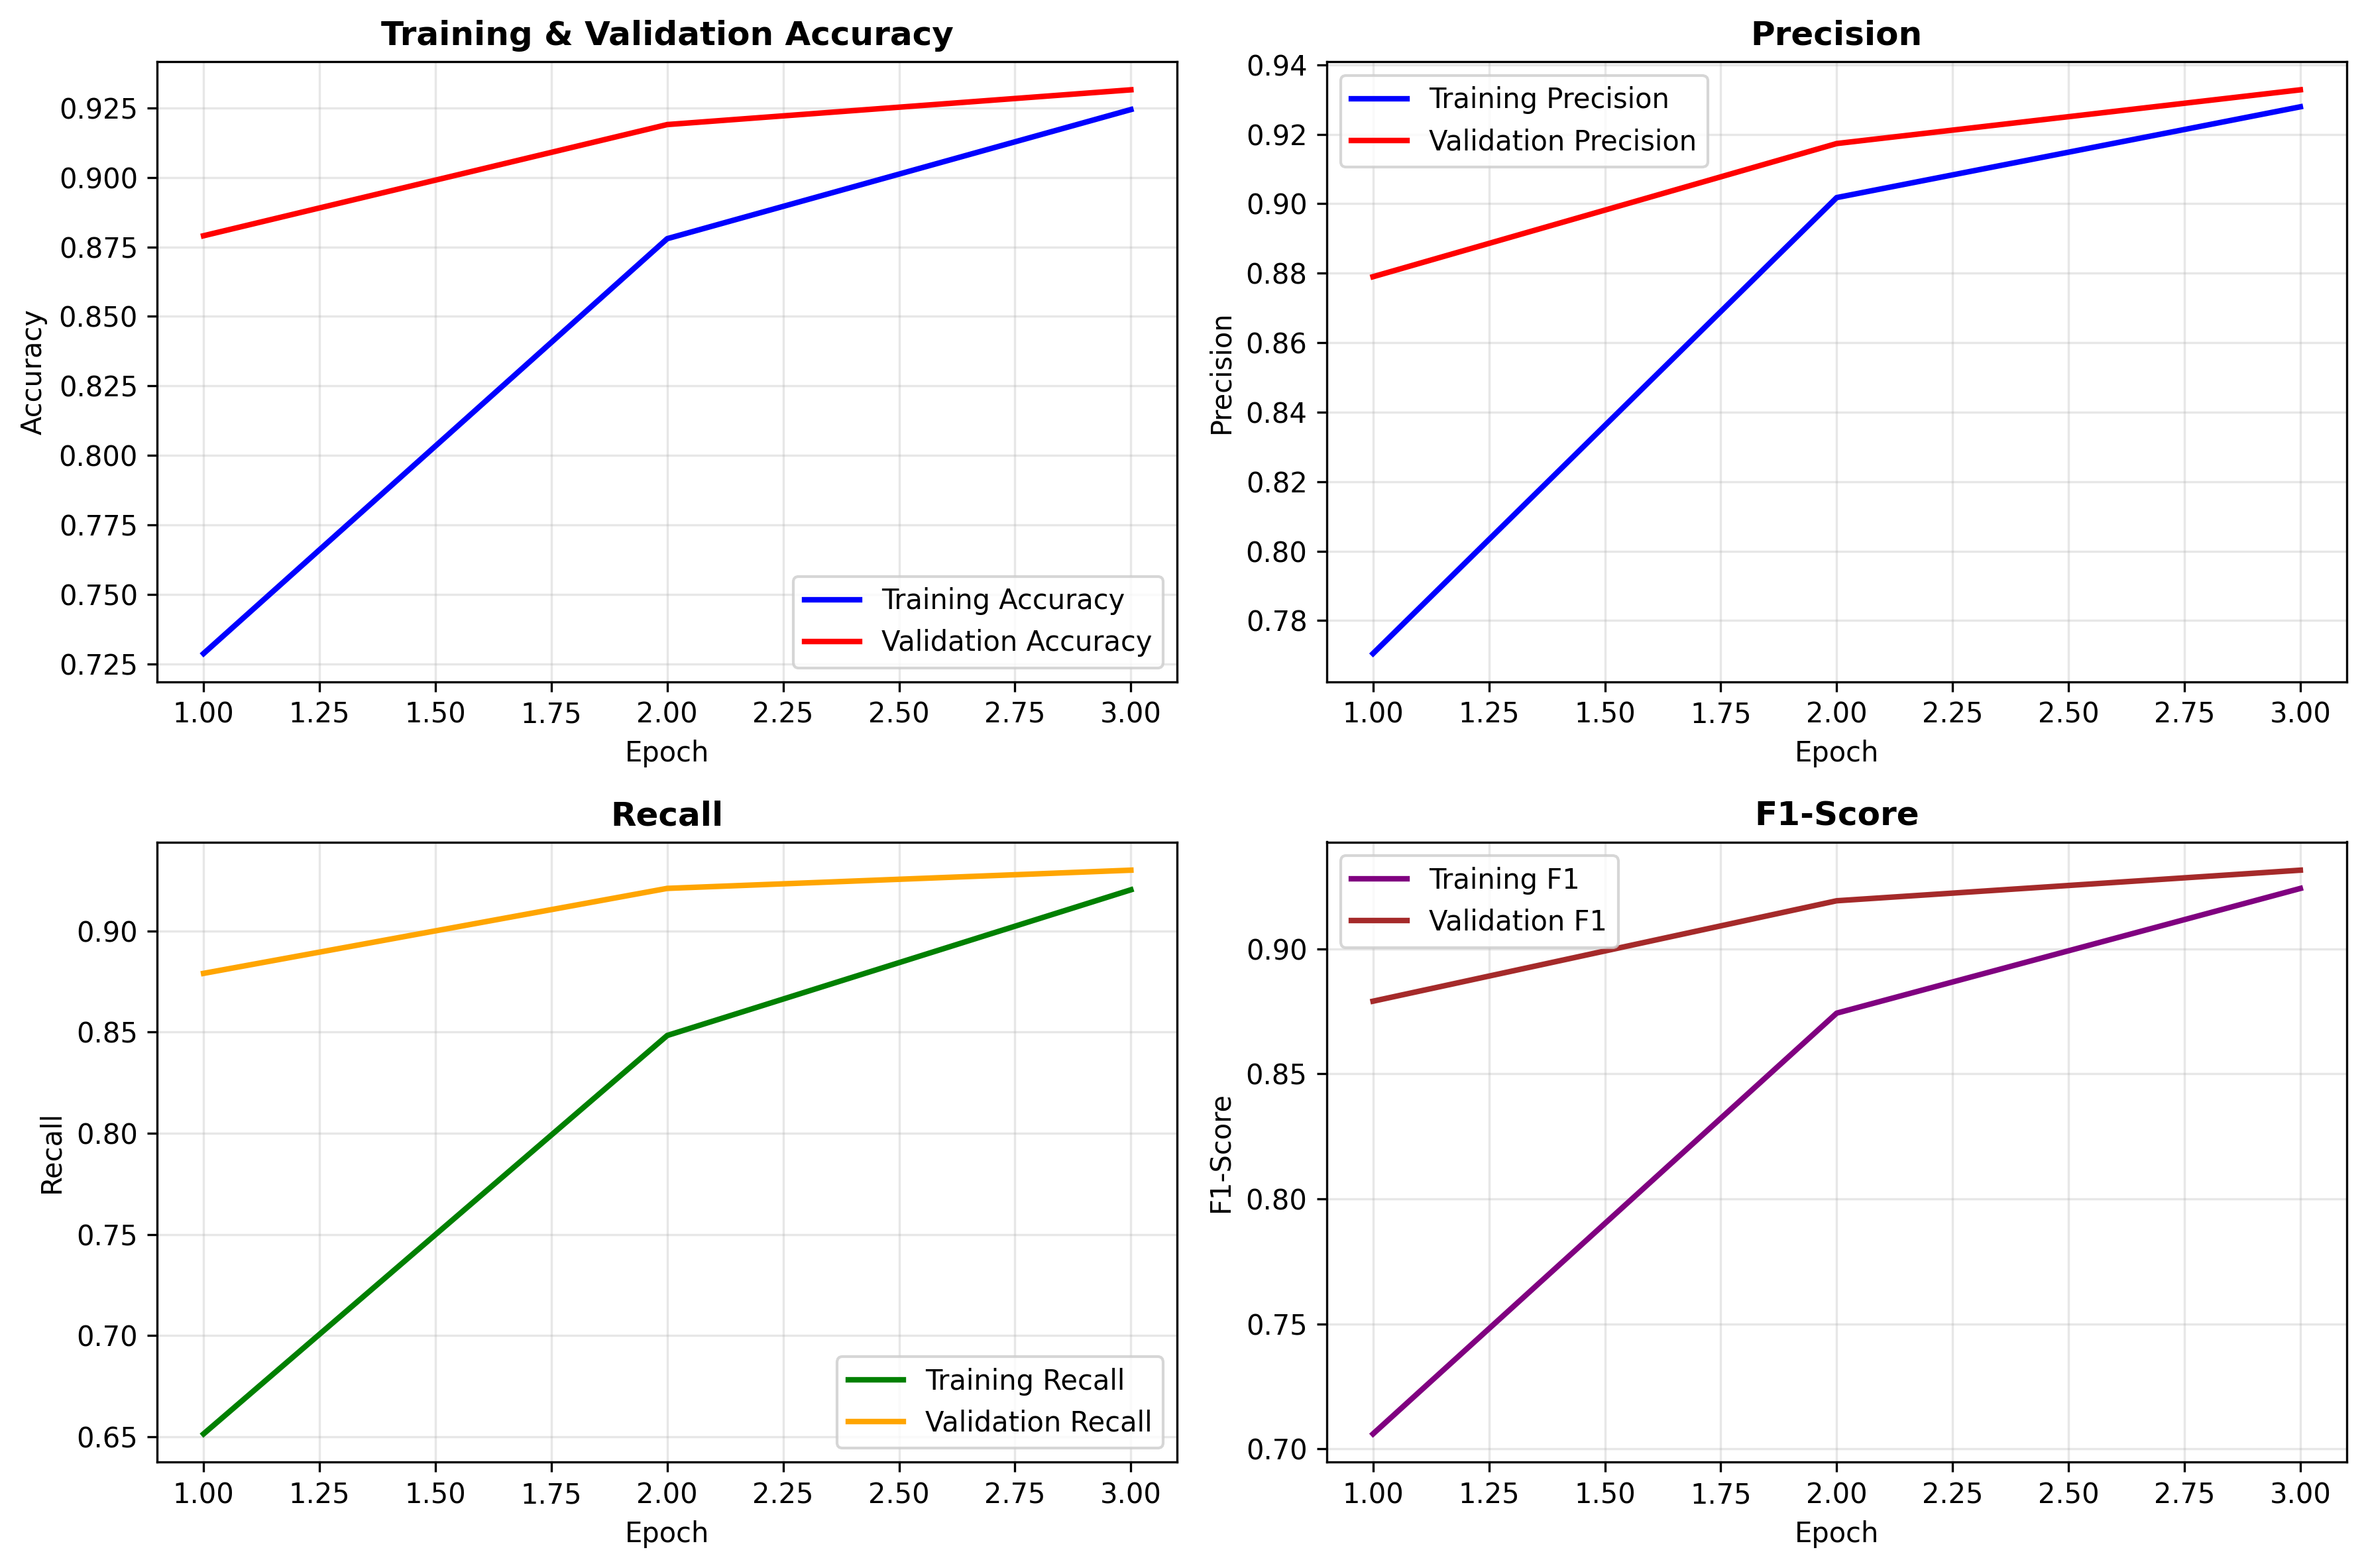 Training & Validation Accuracy
Accuracy
0.925
0.900
0.875
0.850
0.825
0.800
0.775
0.750
0.725
Training Accuracy
Validation Accuracy
1.00 1.25 1.50 1.75 2.00 2.25 2.50 2.75 3.00
Epoch
Precision
Precision
0.94
0.92
0.90
0.88
0.86
0.84
0.82
0.80
0.78
Training Precision
Validation Precision
1.00 1.25 1.50 1.75 2.00 2.25 2.50 2.75 3.00
Epoch
Recall
Recall
0.90
0.85
0.80
0.75
0.70
0.65
Training Recall
Validation Recall
1.00 1.25 1.50 1.75 2.00 2.25 2.50 2.75 3.00
Epoch
F1-Score
F1-Score
0.90
0.85
0.80
0.75
0.70
Training F1
Validation F1
1.00 1.25 1.50 1.75 2.00 2.25 2.50 2.75 3.00
Epoch